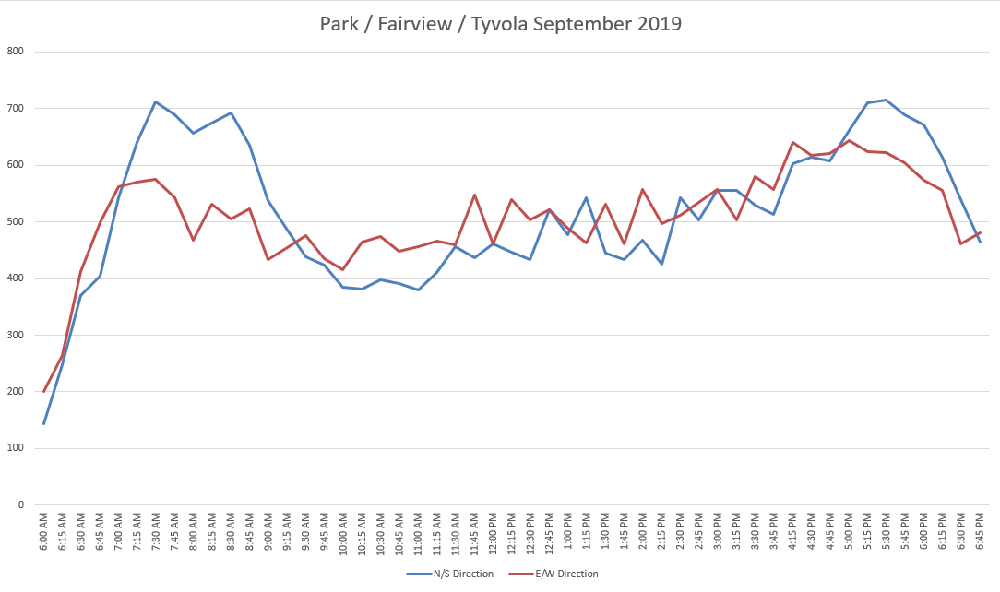 Park / Fairview / Tyvola September 2019
800
700
600
500
400
300
200
100
0
6:00 AM
6:15 AM
6:30 AM
6:45 AM
7:00 AM
7:15 AM
7:30 AM
7:45 AM
8:00 AM
8:15 AM
8:30 AM
8:45 AM
9:00 AM
9:15 AM
9:30 AM
9:45 AM
10:00 AM
10:15 AM
10:30 AM
10:45 AM
11:00 AM
11:15 AM
11:30 AM
11:45 AM
12:00 PM
12:15 PM
12:30 PM
12:45 PM
1:00 PM
1:15 PM
1:30 PM
1:45 PM
2:00 PM
2:15 PM
2:30 PM
2:45 PM
3:00 PM
3:15 PM
3:30 PM
3:45 PM
4:15 PM
4:30 PM
4:45 PM
5:00 PM
5:15 PM
5:30 PM
5:45 PM
6:00 PM
6:15 PM
6:30 PM
6:45 PM
N/S Direction
E/W Direction